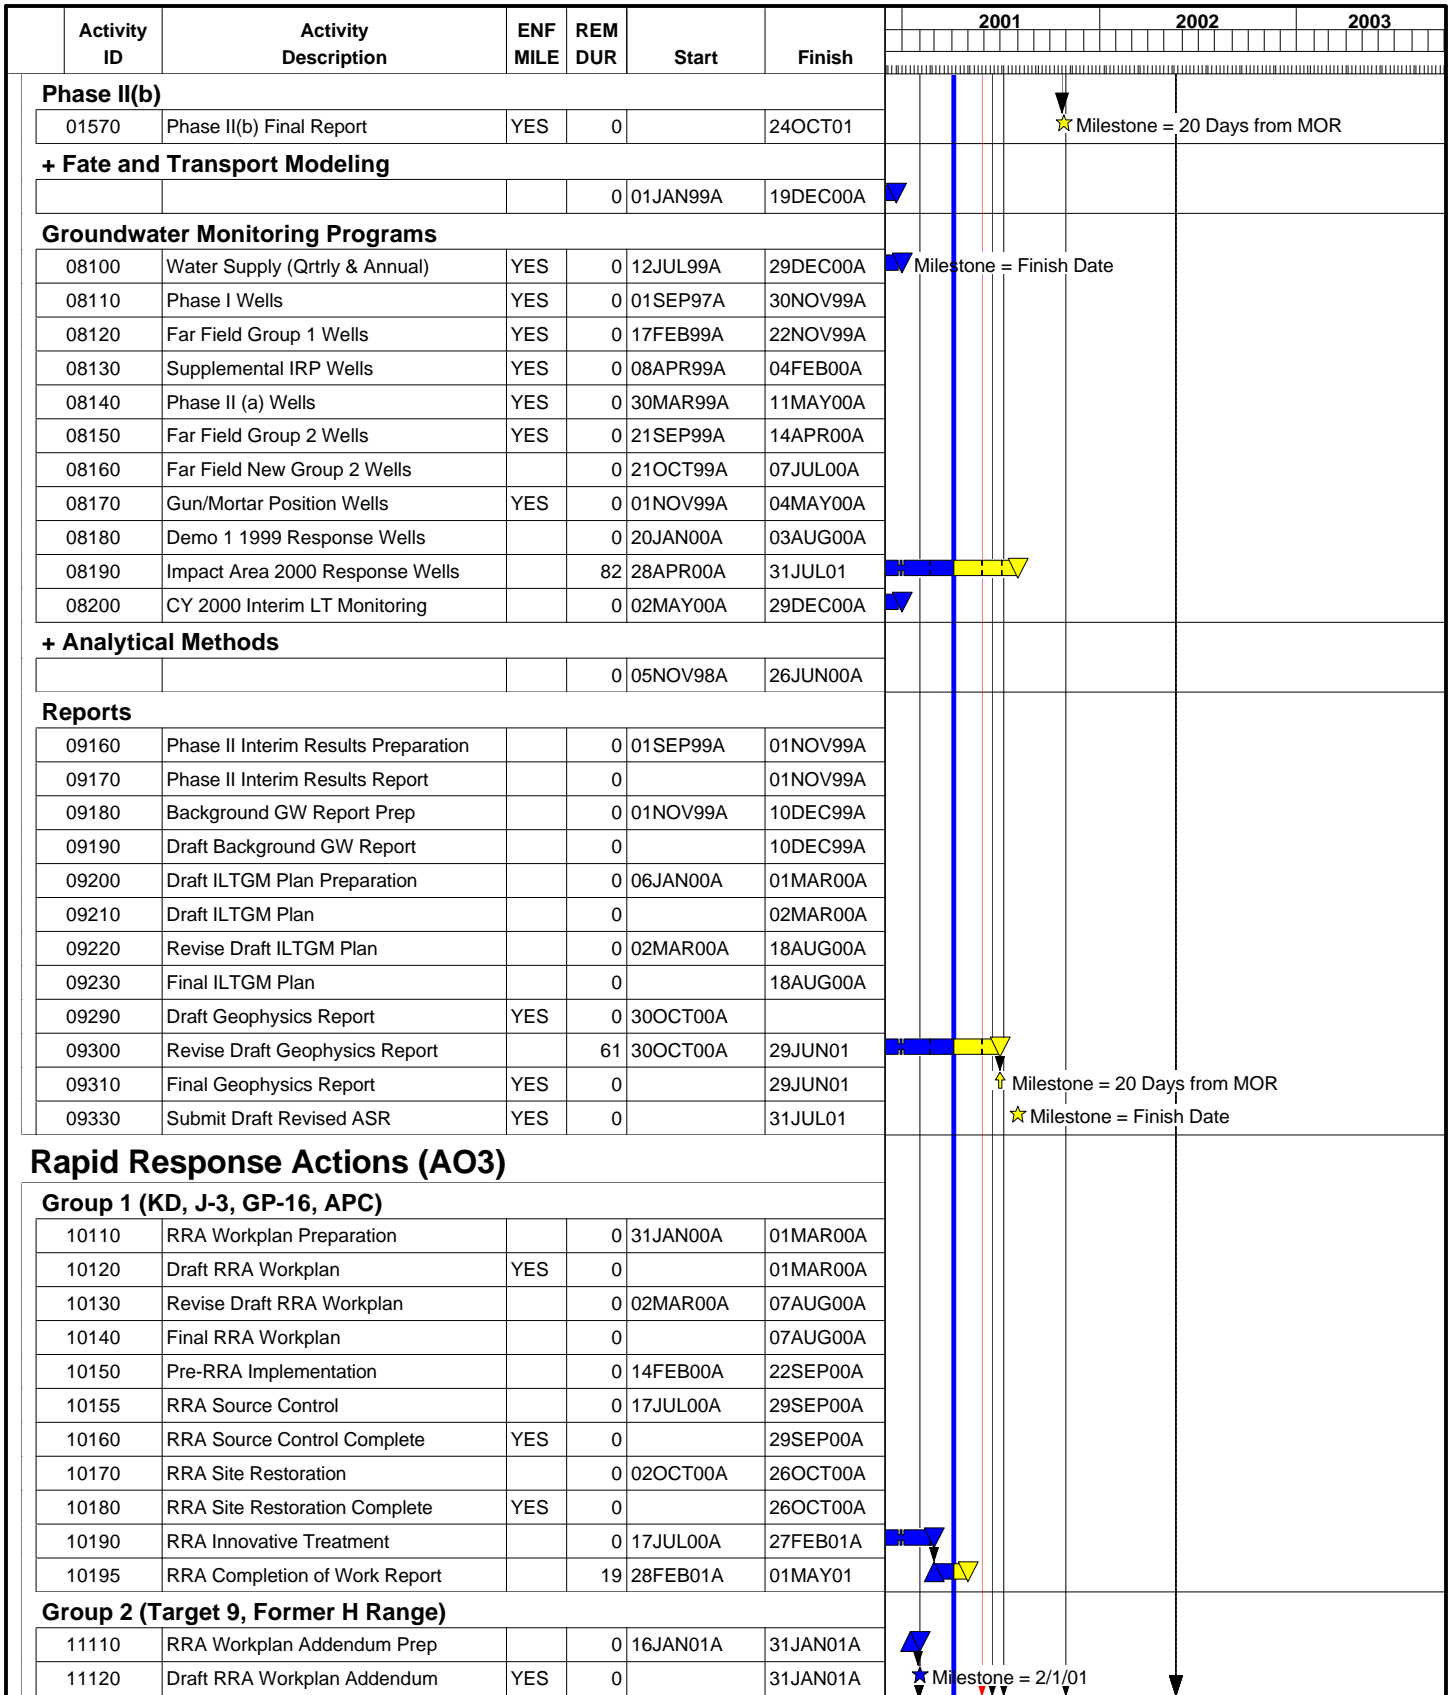 Activity ID Activity Description ENF MILE REM DUR Start Finish 2001 2002 2003
Phase II(b)
01570 Phase II(b) Final Report YES 0 24OCT01 Milestone = 20 Days from MOR
+ Fate and Transport Modeling
0 01JAN99A 19DEC00A
Groundwater Monitoring Programs
08100 Water Supply (Qrtrly & Annual) YES 0 12JUL99A 29DEC00A Milestone = Finish Date
08110 Phase I Wells YES 0 01SEP97A 30NOV99A
08120 Far Field Group 1 Wells YES 0 17FEB99A 22NOV99A
08130 Supplemental IRP Wells YES 0 08APR99A 04FEB00A
08140 Phase II (a) Wells YES 0 30MAR99A 11MAY00A
08150 Far Field Group 2 Wells YES 0 21SEP99A 14APR00A
08160 Far Field New Group 2 Wells 0 21OCT99A 07JUL00A
08170 Gun/Mortar Position Wells YES 0 01NOV99A 04MAY00A
08180 Demo 1 1999 Response Wells 0 20JAN00A 03AUG00A
08190 Impact Area 2000 Response Wells 82 28APR00A 31JUL01
08200 CY 2000 Interim LT Monitoring 0 02MAY00A 29DEC00A
+ Analytical Methods
0 05NOV98A 26JUN00A
Reports
09160 Phase II Interim Results Preparation 0 01SEP99A 01NOV99A
09170 Phase II Interim Results Report 0 01NOV99A
09180 Background GW Report Prep 0 01NOV99A 10DEC99A
09190 Draft Background GW Report 0 10DEC99A
09200 Draft ILTGM Plan Preparation 0 06JAN00A 01MAR00A
09210 Draft ILTGM Plan 0 02MAR00A
09220 Revise Draft ILTGM Plan 0 02MAR00A 18AUG00A
09230 Final ILTGM Plan 0 18AUG00A
09290 Draft Geophysics Report YES 0 30OCT00A
09300 Revise Draft Geophysics Report 61 30OCT00A 29JUN01
09310 Final Geophysics Report YES 0 29JUN01 Milestone = 20 Days from MOR
09330 Submit Draft Revised ASR YES 0 31JUL01 Milestone = Finish Date
Rapid Response Actions (AO3)
Group 1 (KD, J-3, GP-16, APC)
10110 RRA Workplan Preparation 0 31JAN00A 01MAR00A
10120 Draft RRA Workplan YES 0 01MAR00A
10130 Revise Draft RRA Workplan 0 02MAR00A 07AUG00A
10140 Final RRA Workplan 0 07AUG00A
10150 Pre-RRA Implementation 0 14FEB00A 22SEP00A
10155 RRA Source Control 0 17JUL00A 29SEP00A
10160 RRA Source Control Complete YES 0 29SEP00A
10170 RRA Site Restoration 0 02OCT00A 26OCT00A
10180 RRA Site Restoration Complete YES 0 26OCT00A
10190 RRA Innovative Treatment 0 17JUL00A 27FEB01A
10195 RRA Completion of Work Report 19 28FEB01A 01MAY01
Group 2 (Target 9, Former H Range)
11110 RRA Workplan Addendum Prep 0 16JAN01A 31JAN01A
11120 Draft RRA Workplan Addendum YES 0 31JAN01A Milestone = 2/1/01